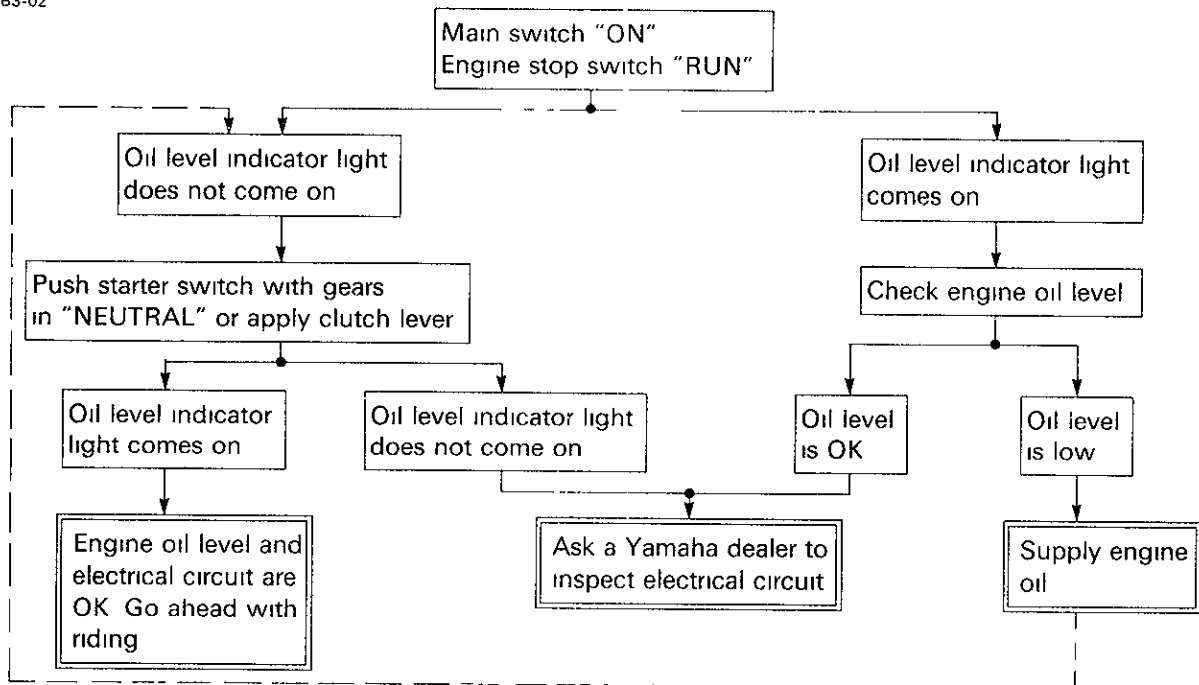 63-02
Main switch "ON"
Engine stop switch "RUN"
Oil level indicator light
does not come on
Oil level indicator light
comes on
Push starter switch with gears
in "NEUTRAL" or apply clutch lever
Check engine oil level
Oil level indicator
light comes on
Oil level indicator light
does not come on
Oil level
is OK
Oil level
is low
Engine oil level and
electrical circuit are
OK Go ahead with
riding
Ask a Yamaha dealer to
inspect electrical circuit
Supply engine
oil